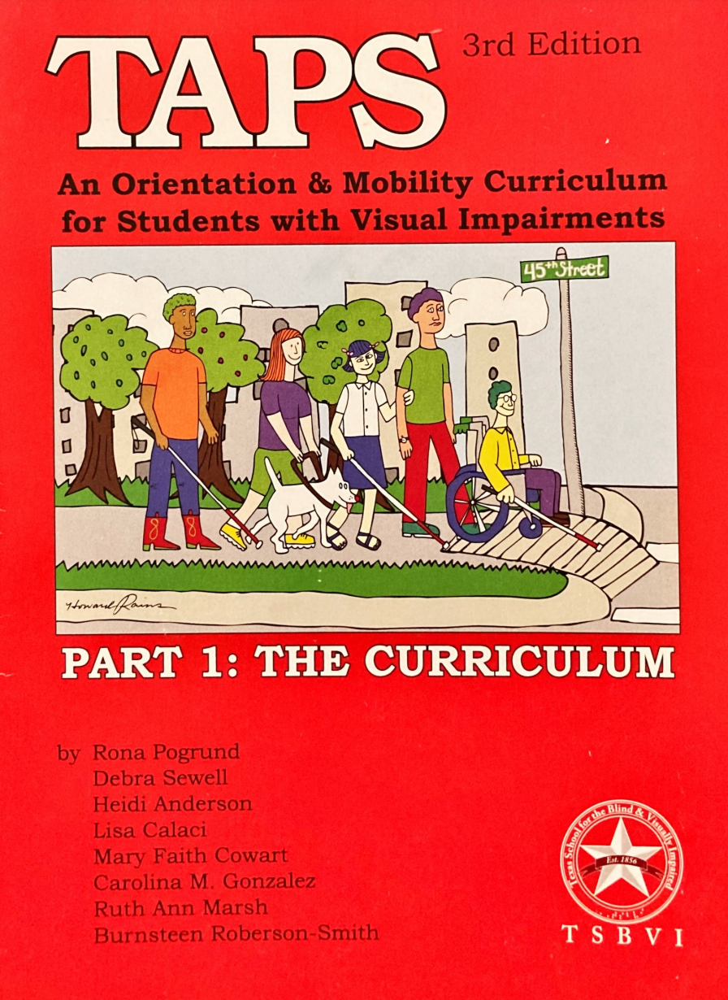 TAPS
3rd Edition
An Orientation & Mobility Curriculum
for Students with Visual Impairments
45th Street
Howard Rains
PART 1: THE CURRICULUM
by Rona Pogrund
Debra Sewell
Heidi Anderson
Lisa Calaci
Mary Faith Cowart
Carolina M. Gonzalez
Ruth Ann Marsh
Burnsteen Roberson-Smith
Texas School for the Blind & Visually Impaired
Est. 1856
TSBVI